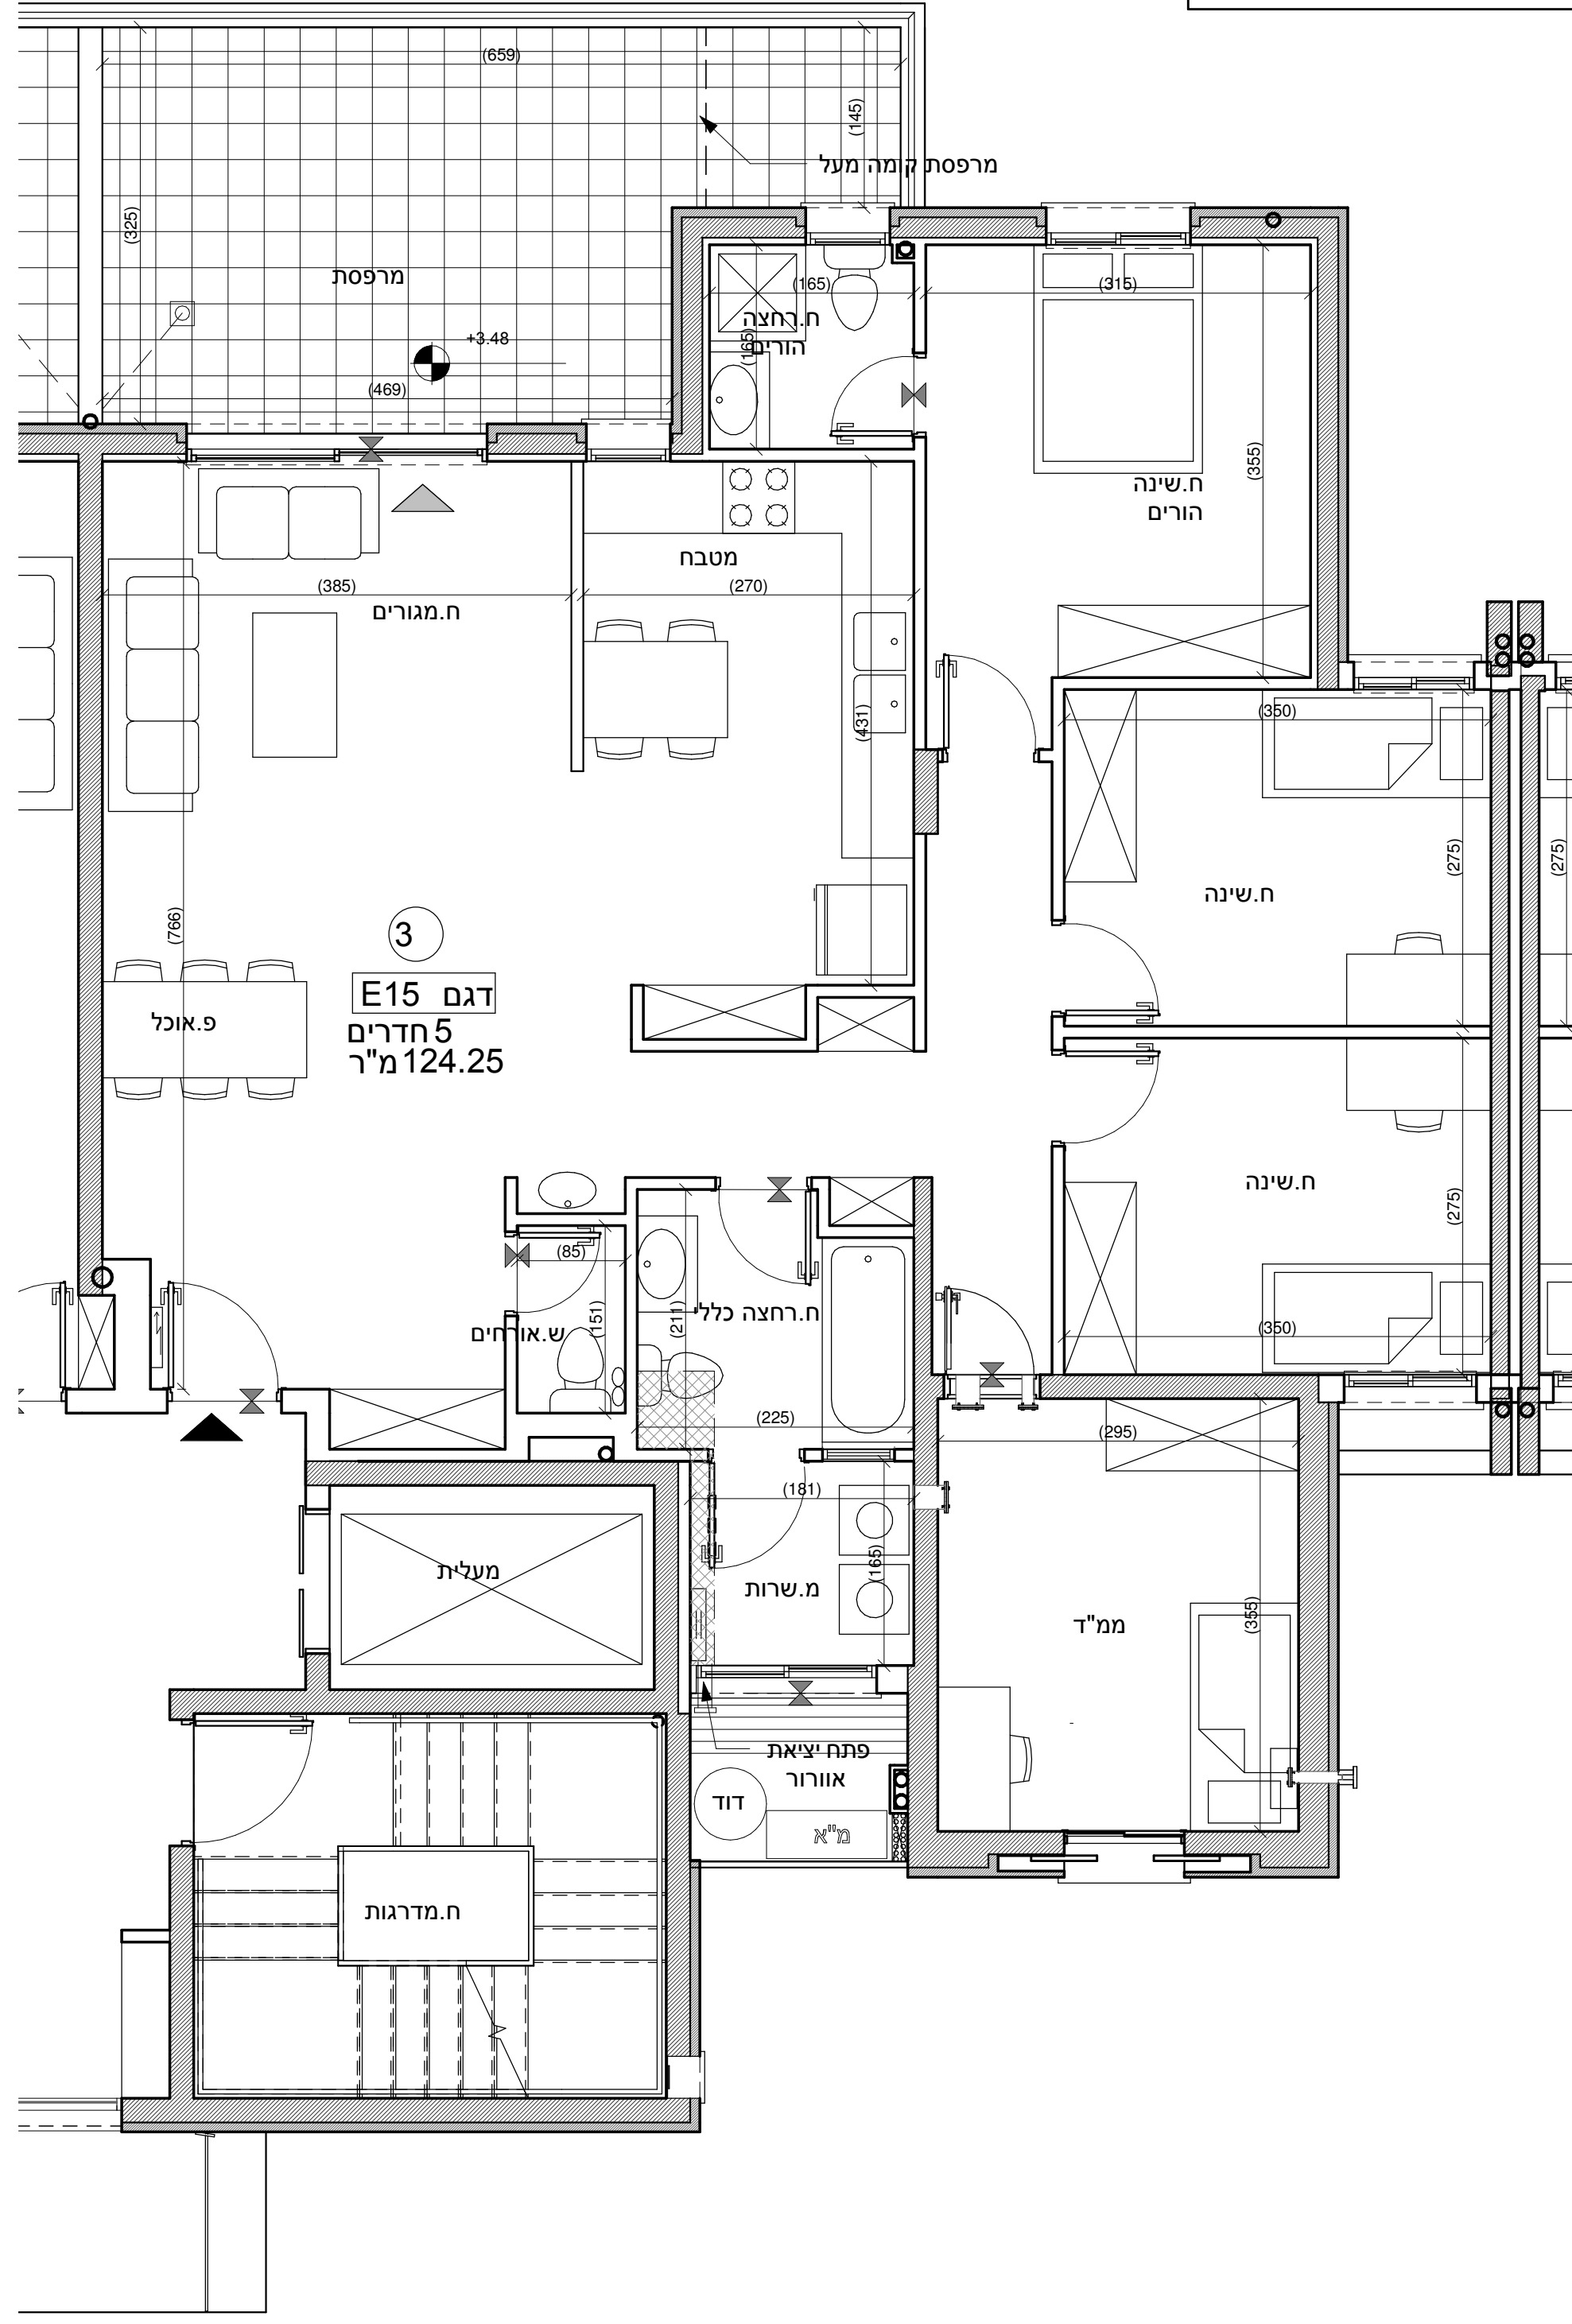 (659)
(145)
מרפסת קומה מעל
(325)
מרפסת
+3.48
(469)
(165)
(315)
ח.רחצה
הורים
(165)
(355)
ח.שינה
הורים
מטבח
(385)
(270)
ח.מגורים
(431)
(350)
(275)
(275)
ח.שינה
(766)
3
דגם E15
5 חדרים
124.25 מ"ר
פ.אוכל
ח.שינה
(275)
(85)
(151)
(211)
ח.רחצה כללי
ש.אורחים
(350)
(225)
(295)
(181)
(165)
מעלית
מ.שרות
(355)
ממ"ד
פתח יציאת
אוורור
דוד
מ"א
ח.מדרגות